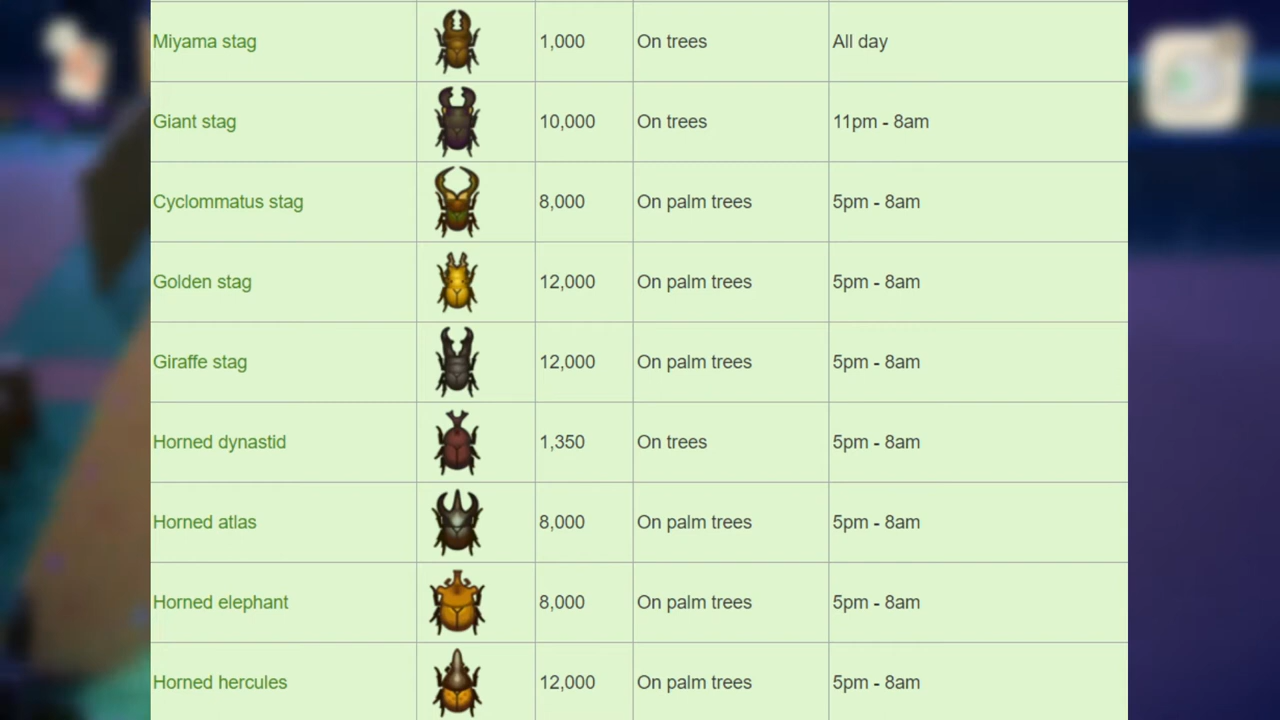 Miyama stag 1,000 On trees All day
Giant stag 10,000 On trees 11pm - 8am
Cyclommatus stag 8,000 On palm trees 5pm - 8am
Golden stag 12,000 On palm trees 5pm - 8am
Giraffe stag 12,000 On palm trees 5pm - 8am
Horned dynastid 1,350 On trees 5pm - 8am
Horned atlas 8,000 On palm trees 5pm - 8am
Horned elephant 8,000 On palm trees 5pm - 8am
Horned hercules 12,000 On palm trees 5pm - 8am